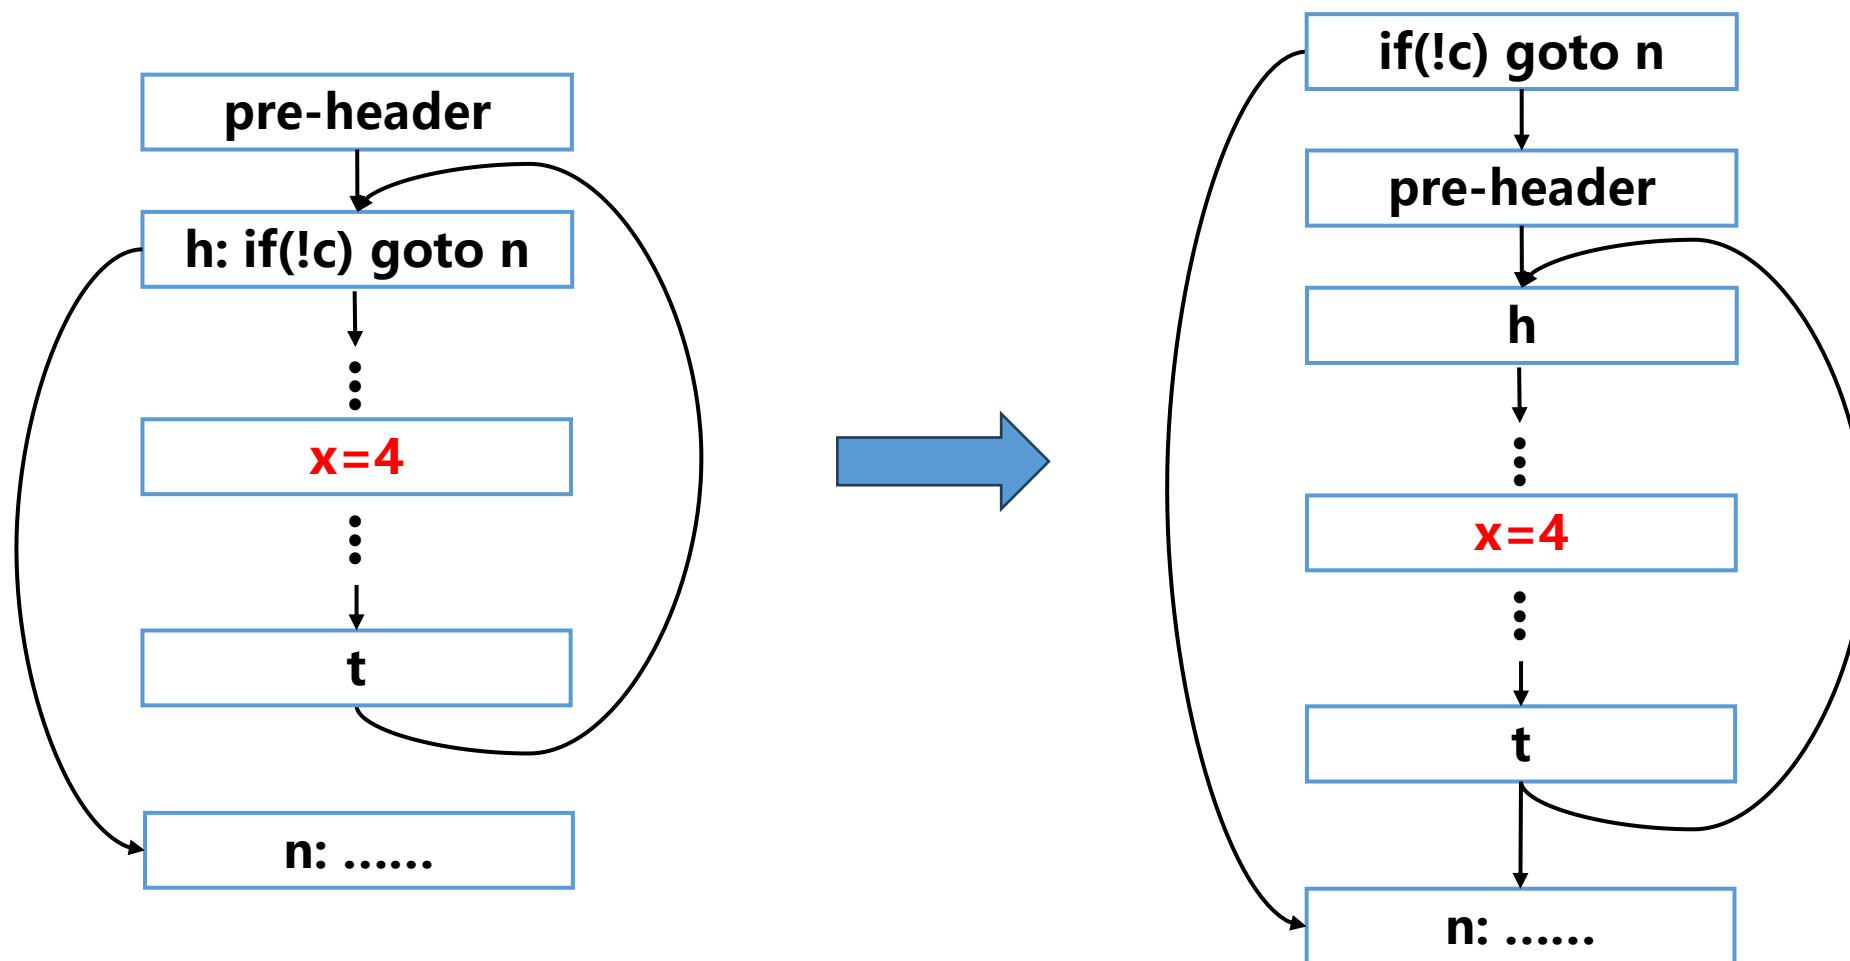 pre-header
h: if(!c) goto n
x=4
t
n: ......
if(!c) goto n
pre-header
h
x=4
t
n: ......